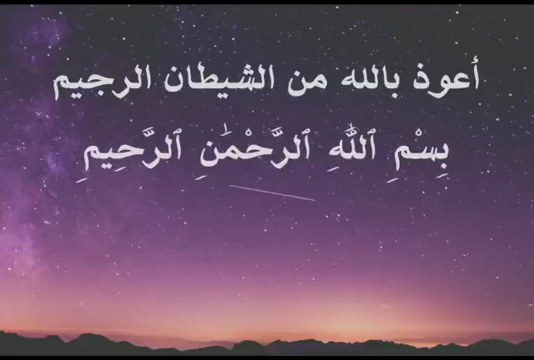 أعوذ بالله من الشيطان الرجيم
بِسْمِ ٱللَّهِ ٱلرَّحْمَٰنِ ٱلرَّحِيمِ